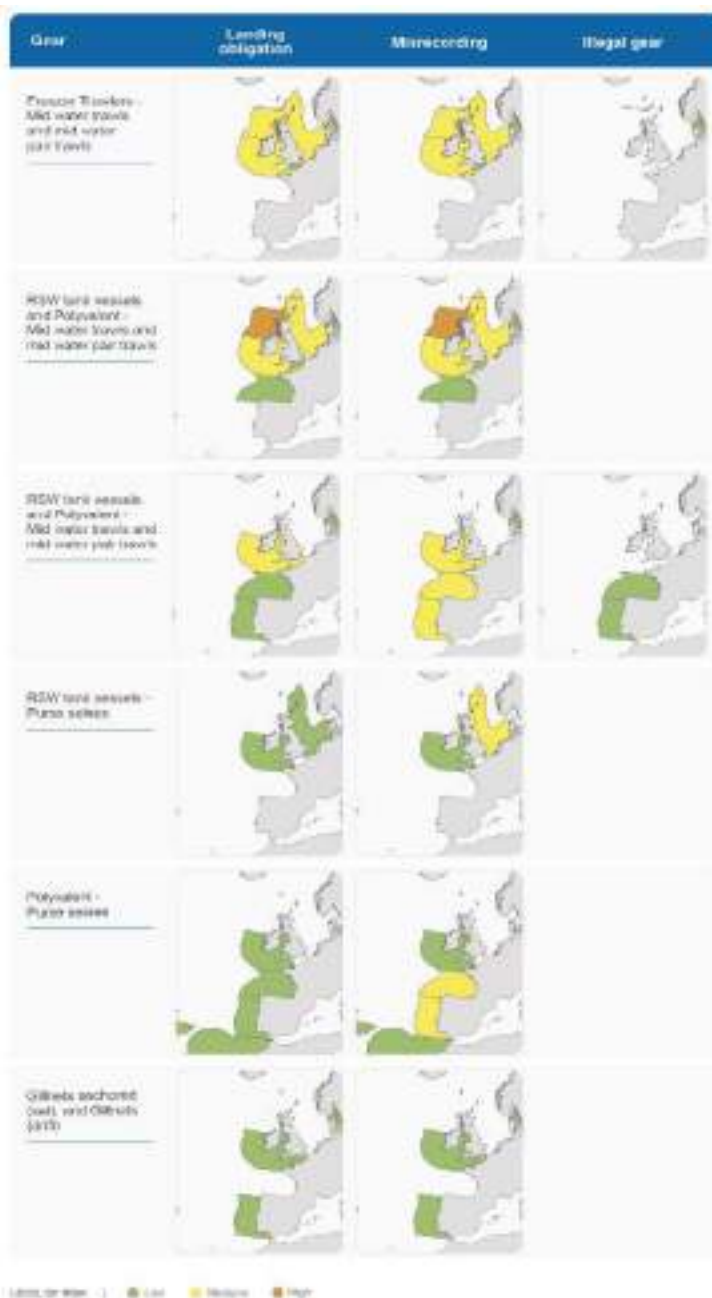 Gear
Landing
obligation
Misrecording
Illegal gear
Freezer Trawlers -
Mid water trawls
and mid water
pair trawls
RSW tank vessels
and Polyvalent -
Mid water trawls and
mid water pair trawls
RSW tank vessels
and Polyvalent -
Mid water trawls and
mid water pair trawls
RSW tank vessels -
Purse seines
Polyvalent -
Purse seines
Gillnets anchored
(set), and Gillnets
(drift)
Level of Risk
Low
Medium
High